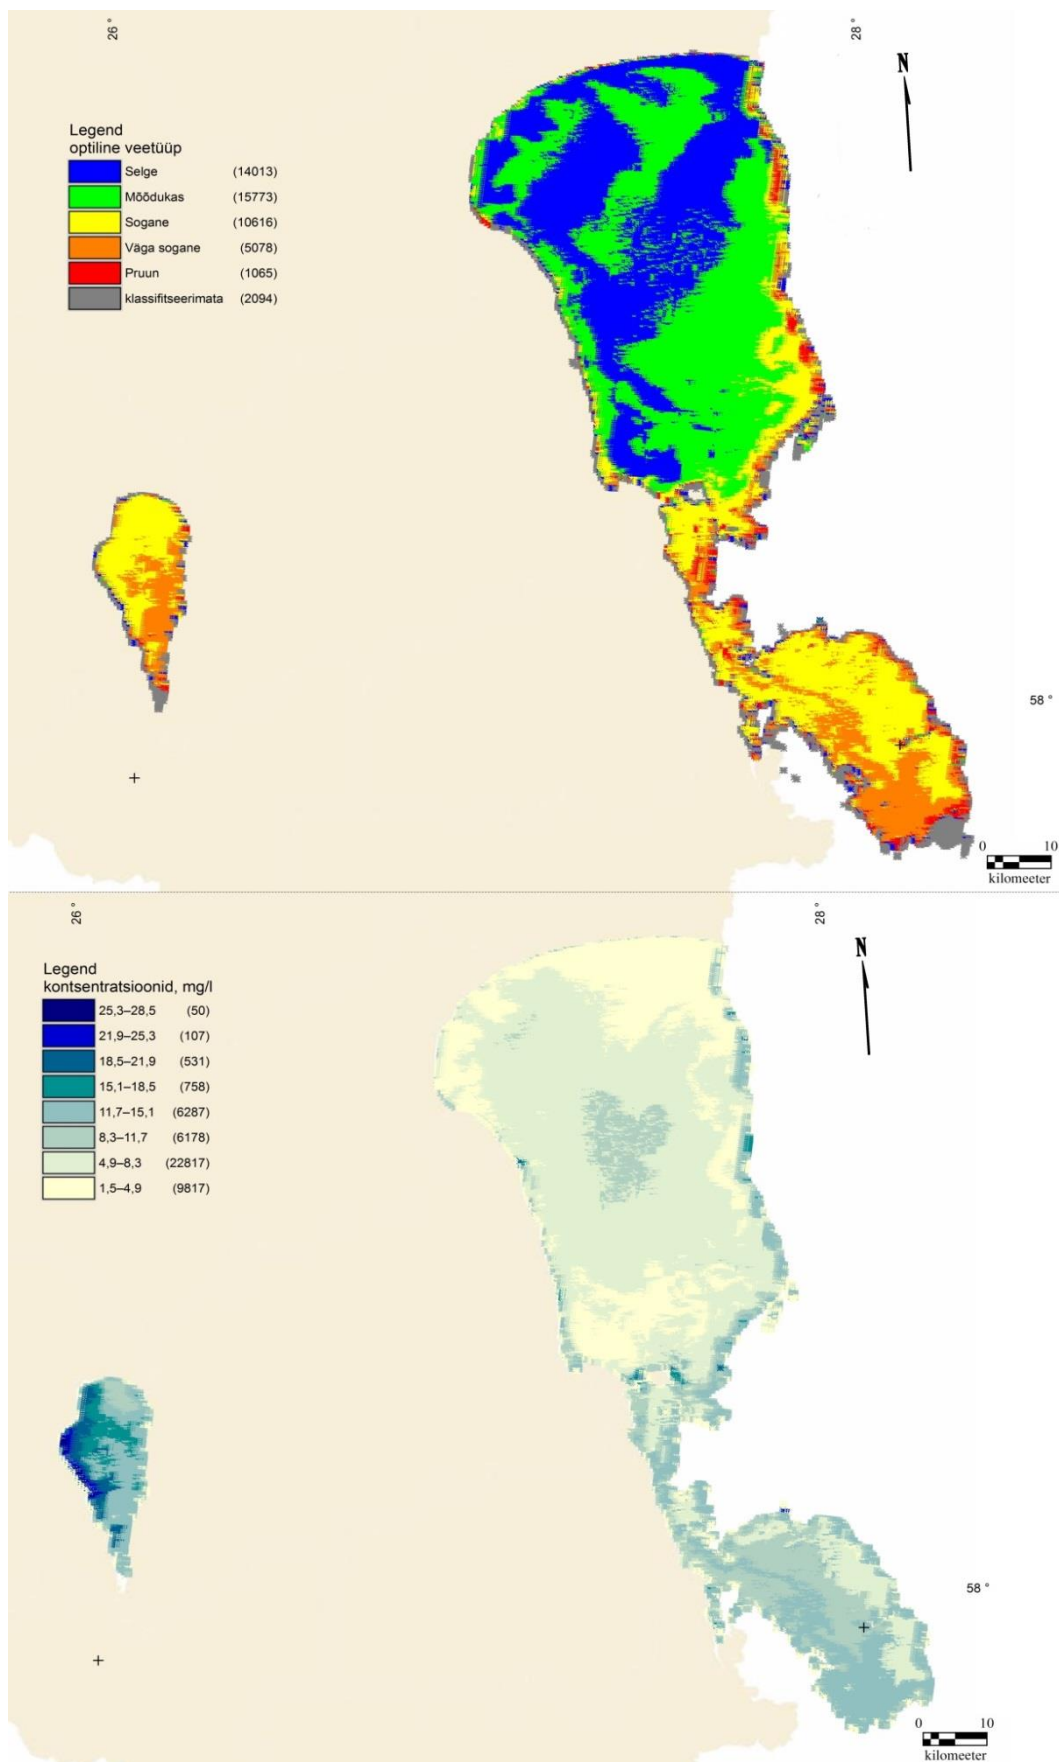 26 °
28 °
N
Legend
optiline veetüüp
Selge (14013)
Mõõdukas (15773)
Sogane (10616)
Väga sogane (5078)
Pruun (1065)
klassifitseerimata (2094)
58 °
0 10
kilomeeter
26 °
28 °
N
Legend
kontsentratsioonid, mg/l
25,3–28,5 (50)
21,9–25,3 (107)
18,5–21,9 (531)
15,1–18,5 (758)
11,7–15,1 (6287)
8,3–11,7 (6178)
4,9–8,3 (22817)
1,5–4,9 (9817)
58 °
0 10
kilomeeter